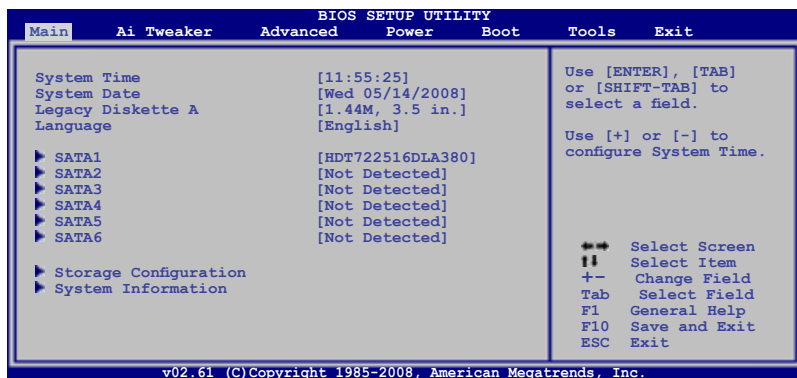 BIOS SETUP UTILITY
Main Ai Tweaker Advanced Power Boot Tools Exit
System Time [11:55:25]
System Date [Wed 05/14/2008]
Legacy Diskette A [1.44M, 3.5 in.]
Language [English]
SATA1 [HDT722516DLA380]
SATA2 [Not Detected]
SATA3 [Not Detected]
SATA4 [Not Detected]
SATA5 [Not Detected]
SATA6 [Not Detected]
Storage Configuration
System Information
Use [ENTER], [TAB]
or [SHIFT-TAB] to
select a field.
Use [+] or [-] to
configure System Time.
Select Screen
Select Item
+- Change Field
Tab Select Field
F1 General Help
F10 Save and Exit
ESC Exit
v02.61 (C)Copyright 1985-2008, American Megatrends, Inc.